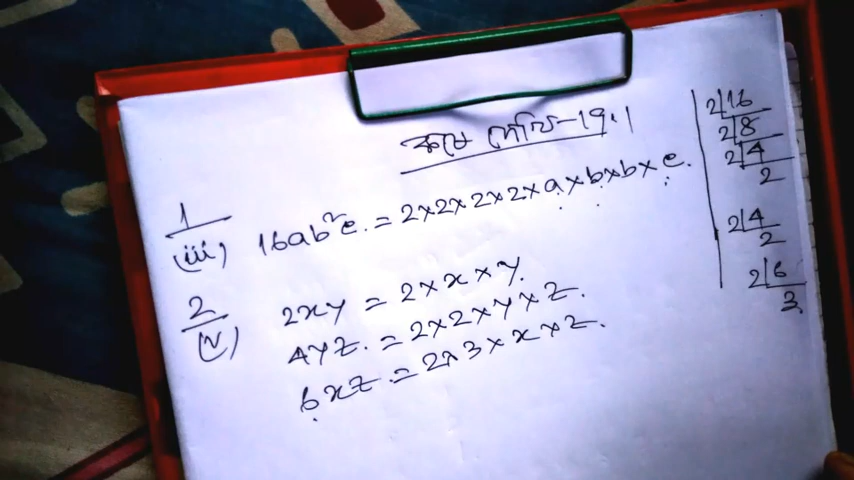 কষে দেখি-19.1
1
(iii) 16ab²c. = 2×2×2×2×a×b×b×c.
2
(v) 2xy = 2×x×y.
4yz. = 2×2×y×z.
6xz = 2×3×x×z.
2|16
2|8
2|4
2
2|4
2
2|6
3